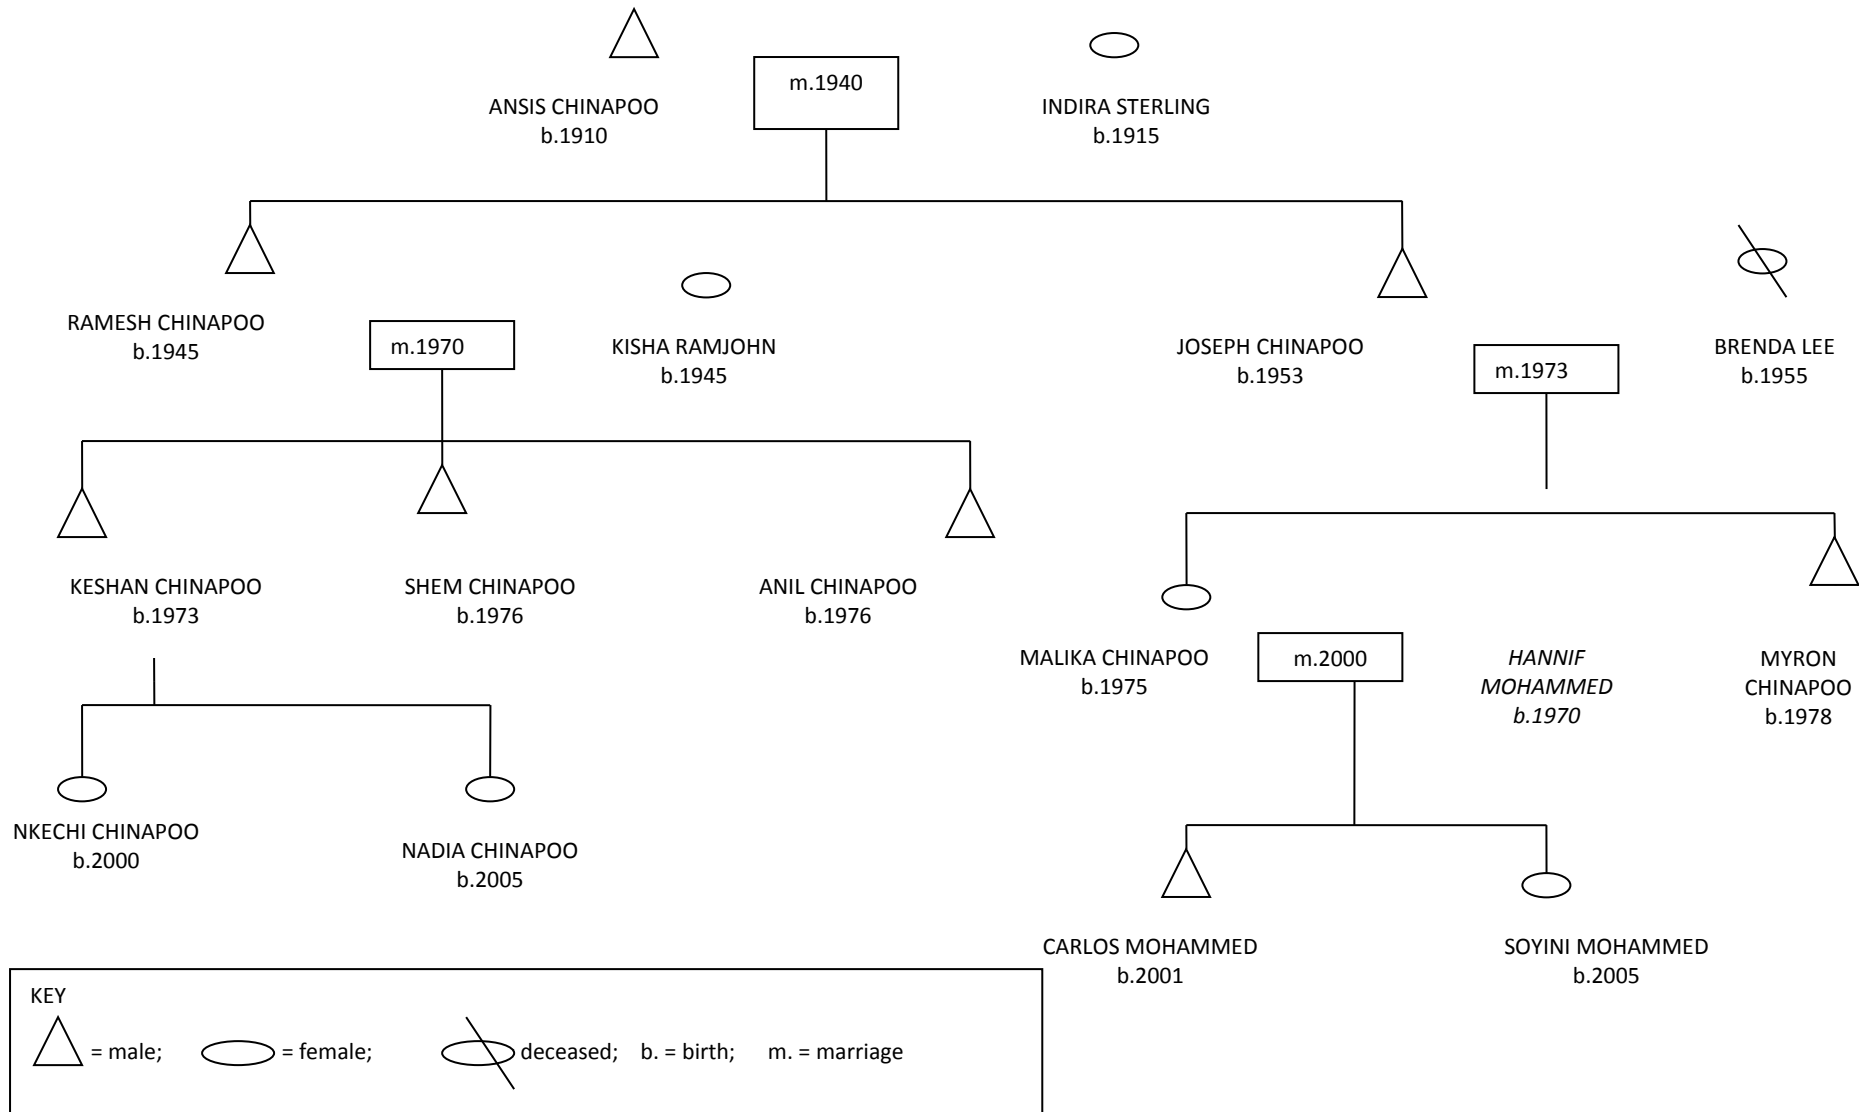 m.1940
ANSIS CHINAPOO
b.1910
INDIRA STERLING
b.1915
RAMESH CHINAPOO
b.1945
m.1970
KISHA RAMJOHN
b.1945
JOSEPH CHINAPOO
b.1953
m.1973
BRENDA LEE
b.1955
KESHAN CHINAPOO
b.1973
SHEM CHINAPOO
b.1976
ANIL CHINAPOO
b.1976
MALIKA CHINAPOO
b.1975
m.2000
HANNIF
MOHAMMED
b.1970
MYRON
CHINAPOO
b.1978
NKECHI CHINAPOO
b.2000
NADIA CHINAPOO
b.2005
CARLOS MOHAMMED
b.2001
SOYINI MOHAMMED
b.2005
KEY
= male; = female; deceased; b. = birth; m. = marriage